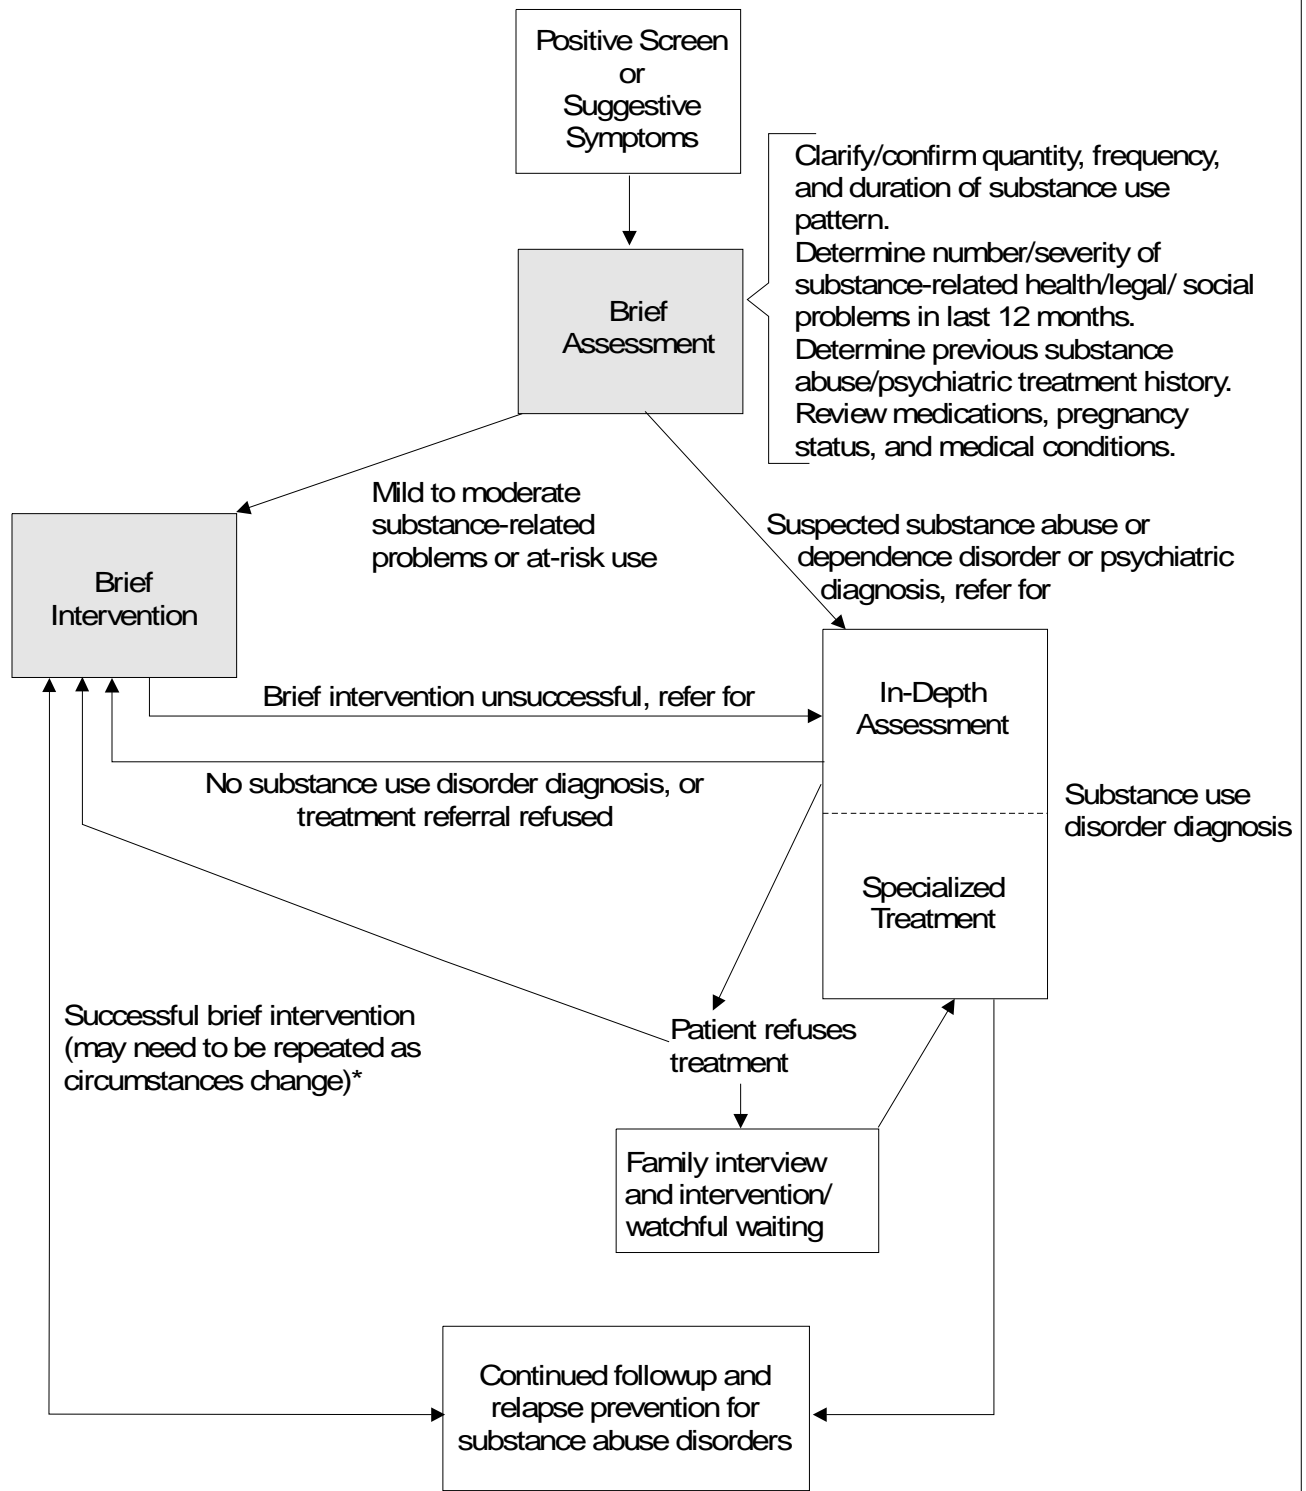 Positive Screen
or
Suggestive
Symptoms
Clarify/confirm quantity, frequency,
and duration of substance use
pattern.
Determine number/severity of
substance-related health/legal/ social
problems in last 12 months.
Determine previous substance
abuse/psychiatric treatment history.
Review medications, pregnancy
status, and medical conditions.
Brief
Assessment
Mild to moderate
substance-related
problems or at-risk use
Suspected substance abuse or
dependence disorder or psychiatric
diagnosis, refer for
Brief
Intervention
Brief intervention unsuccessful, refer for
In-Depth
Assessment
No substance use disorder diagnosis, or
treatment referral refused
Substance use
disorder diagnosis
Specialized
Treatment
Successful brief intervention
(may need to be repeated as
circumstances change)*
Patient refuses
treatment
Family interview
and intervention/
watchful waiting
Continued followup and
relapse prevention for
substance abuse disorders